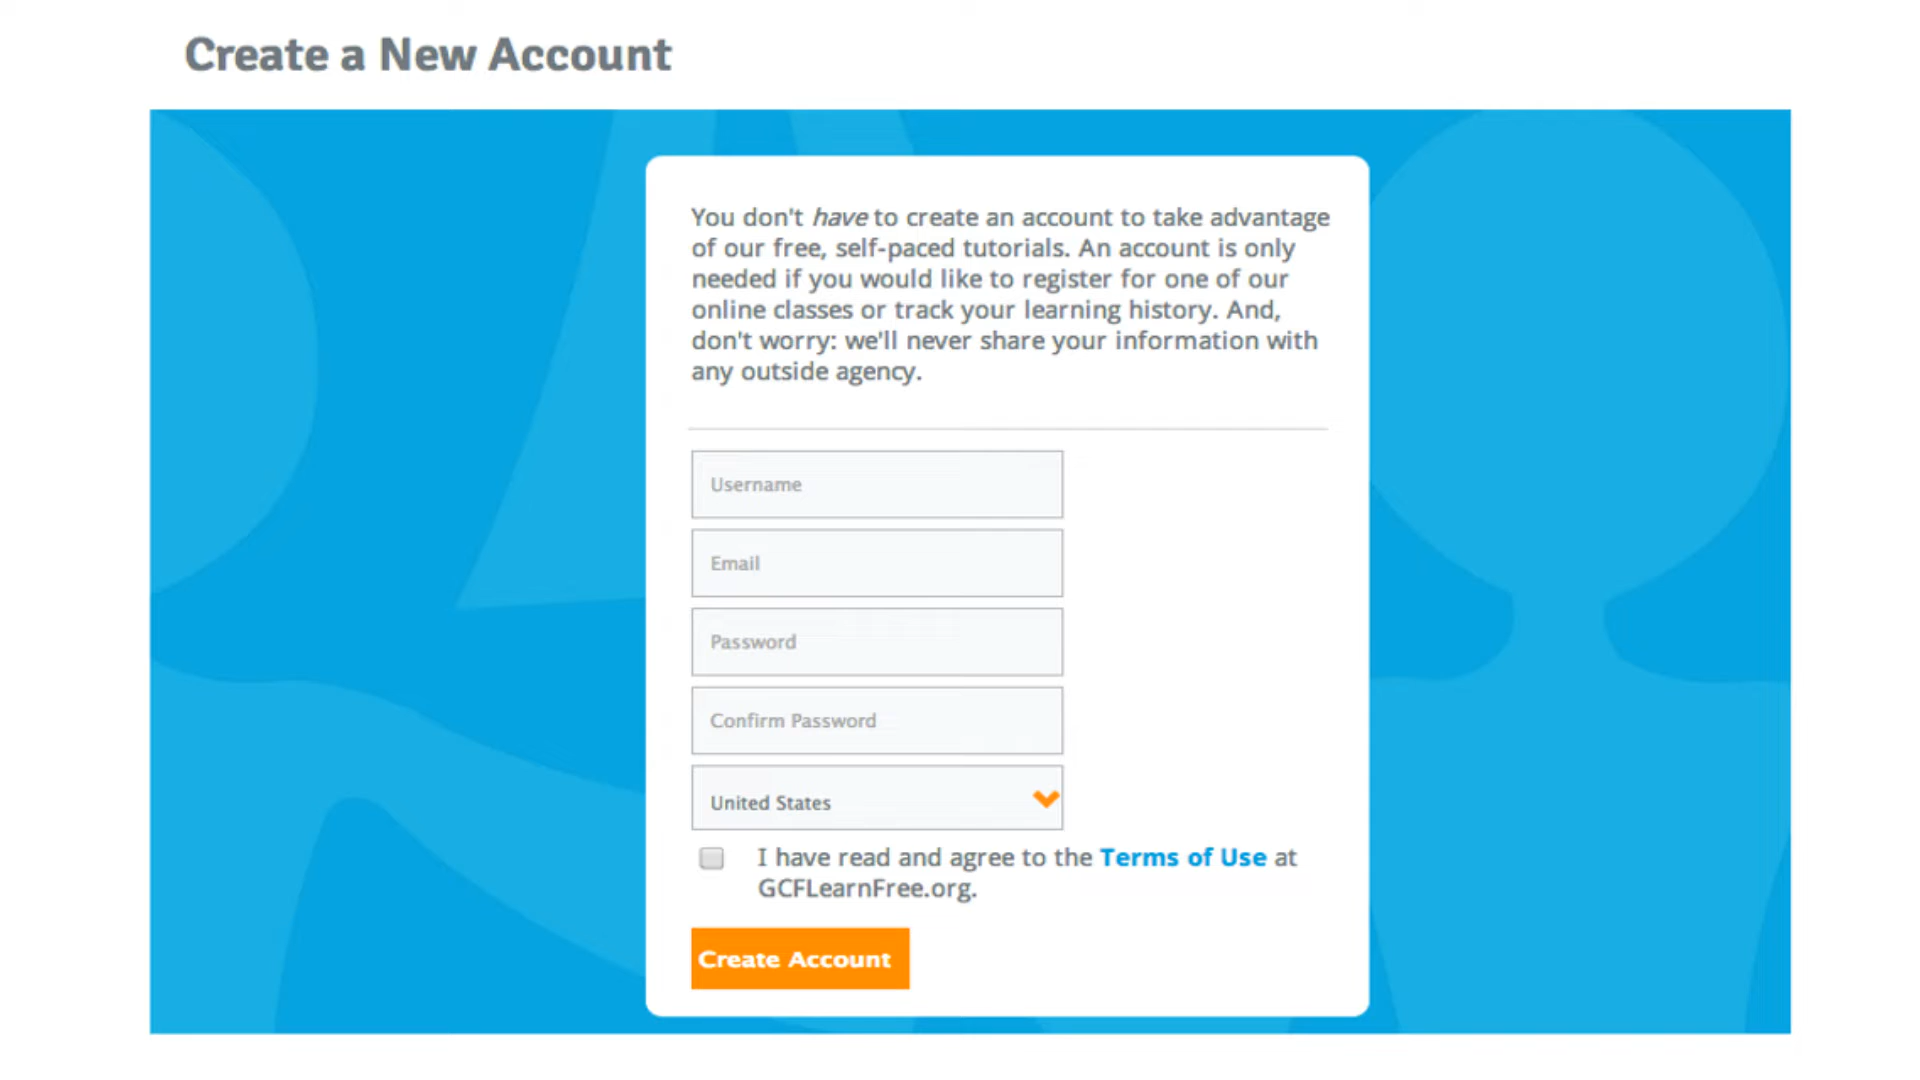 Create a New Account
You don't have to create an account to take advantage
of our free, self-paced tutorials. An account is only
needed if you would like to register for one of our
online classes or track your learning history. And,
don't worry: we'll never share your information with
any outside agency.
Username
Email
Password
Confirm Password
United States
I have read and agree to the Terms of Use at
GCFLearnFree.org.
Create Account